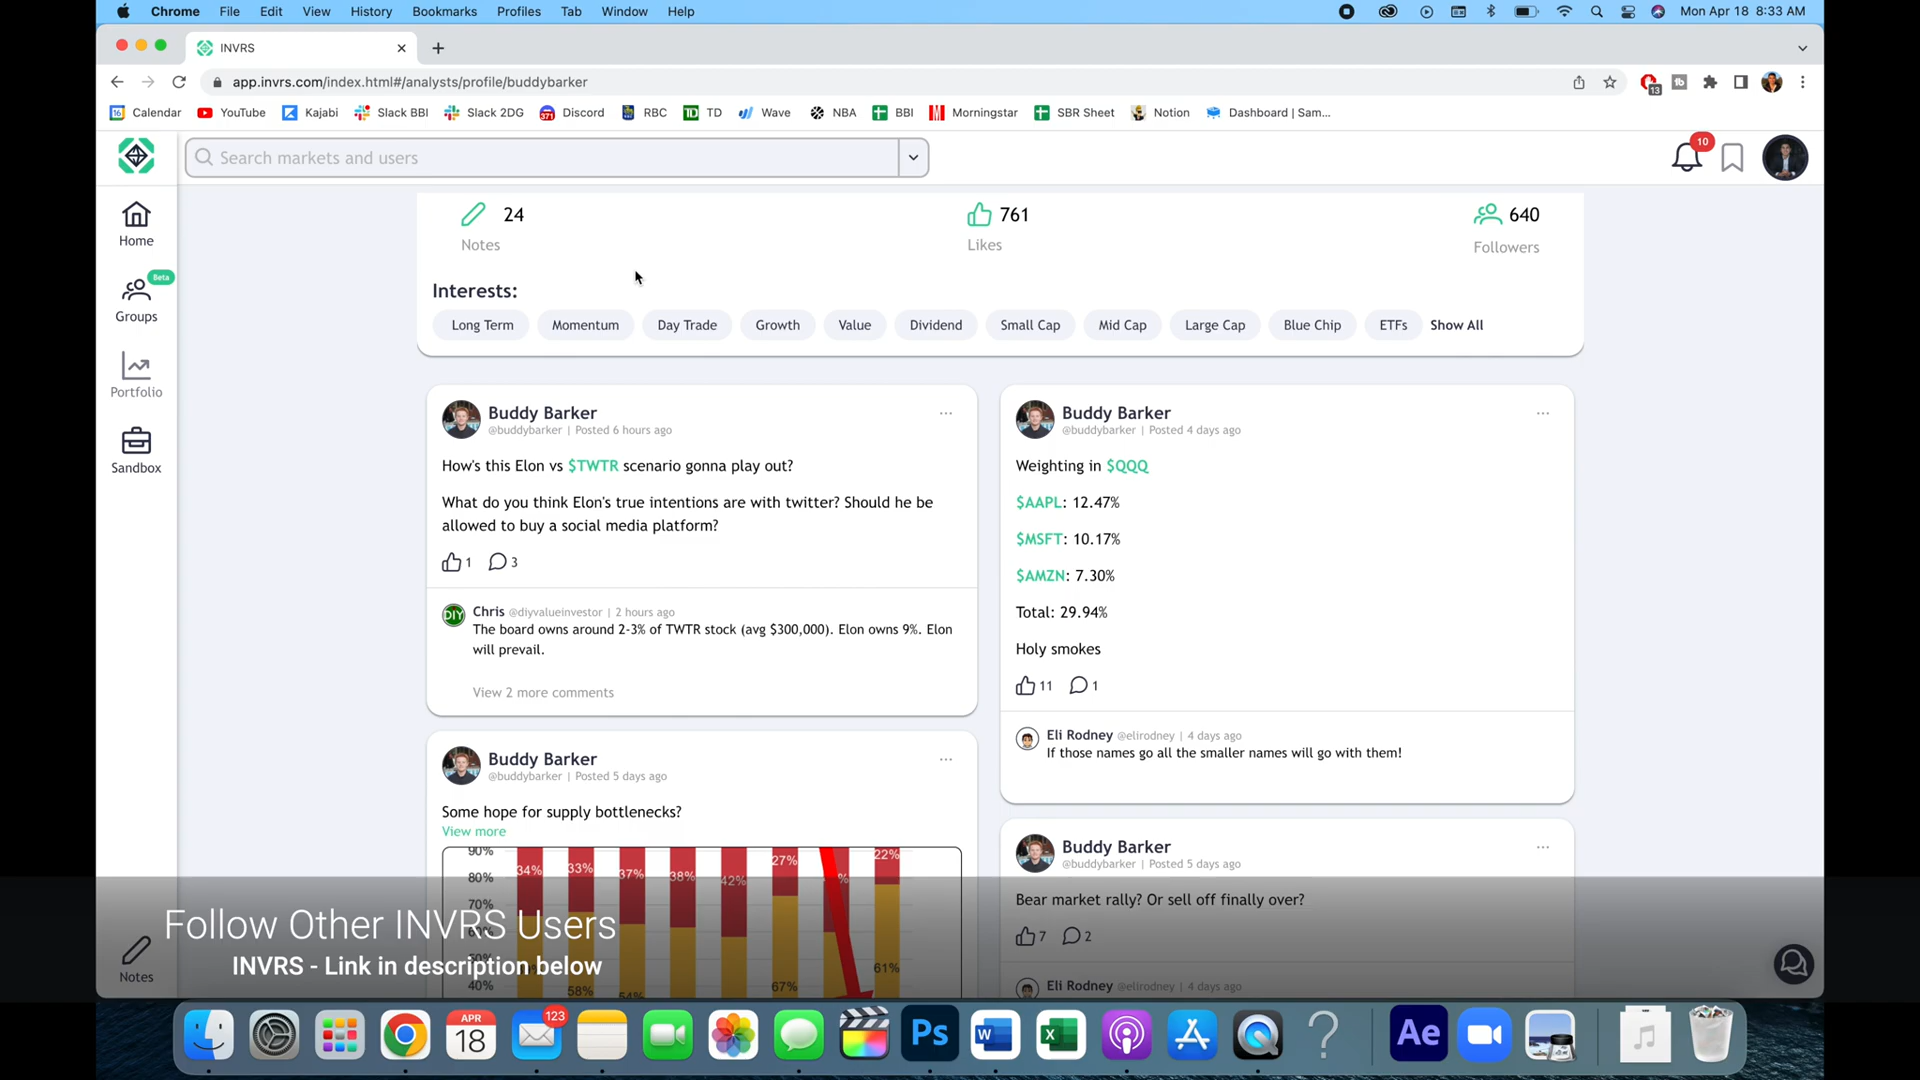 Chrome File Edit View History Bookmarks Profiles Tab Window Help
Mon Apr 18 8:33 AM
INVRS
app.invrs.com/index.html#/analysts/profile/buddybarker
13
16 Calendar YouTube Kajabi Slack BBI Slack 2DG 371 Discord RBC TD TD Wave NBA BBI Morningstar SBR Sheet Notion Dashboard | Sam...
Search markets and users
10
Home
Beta
Groups
Portfolio
Sandbox
Notes
24
Notes
761
Likes
640
Followers
Interests:
Long Term Momentum Day Trade Growth Value Dividend Small Cap Mid Cap Large Cap Blue Chip ETFs Show All
Buddy Barker
@buddybarker | Posted 6 hours ago
How's this Elon vs $TWTR scenario gonna play out?
What do you think Elon's true intentions are with twitter? Should he be
allowed to buy a social media platform?
1 3
DIY
Chris @diyvalueinvestor | 2 hours ago
The board owns around 2-3% of TWTR stock (avg $300,000). Elon owns 9%. Elon
will prevail.
View 2 more comments
Buddy Barker
@buddybarker | Posted 4 days ago
Weighting in $QQQ
$AAPL: 12.47%
$MSFT: 10.17%
$AMZN: 7.30%
Total: 29.94%
Holy smokes
11 1
Eli Rodney @elirodney | 4 days ago
If those names go all the smaller names will go with them!
Buddy Barker
@buddybarker | Posted 5 days ago
Some hope for supply bottlenecks?
View more
90%
80%
70%
40%
34% 33% 37% 38% 42% 27% 22%
58% 67% 61%
Buddy Barker
@buddybarker | Posted 5 days ago
Bear market rally? Or sell off finally over?
7 2
Eli Rodney @elirodney | 4 days ago
Follow Other INVRS Users
INVRS - Link in description below
APR
18
123
Ps
W
X
Ae